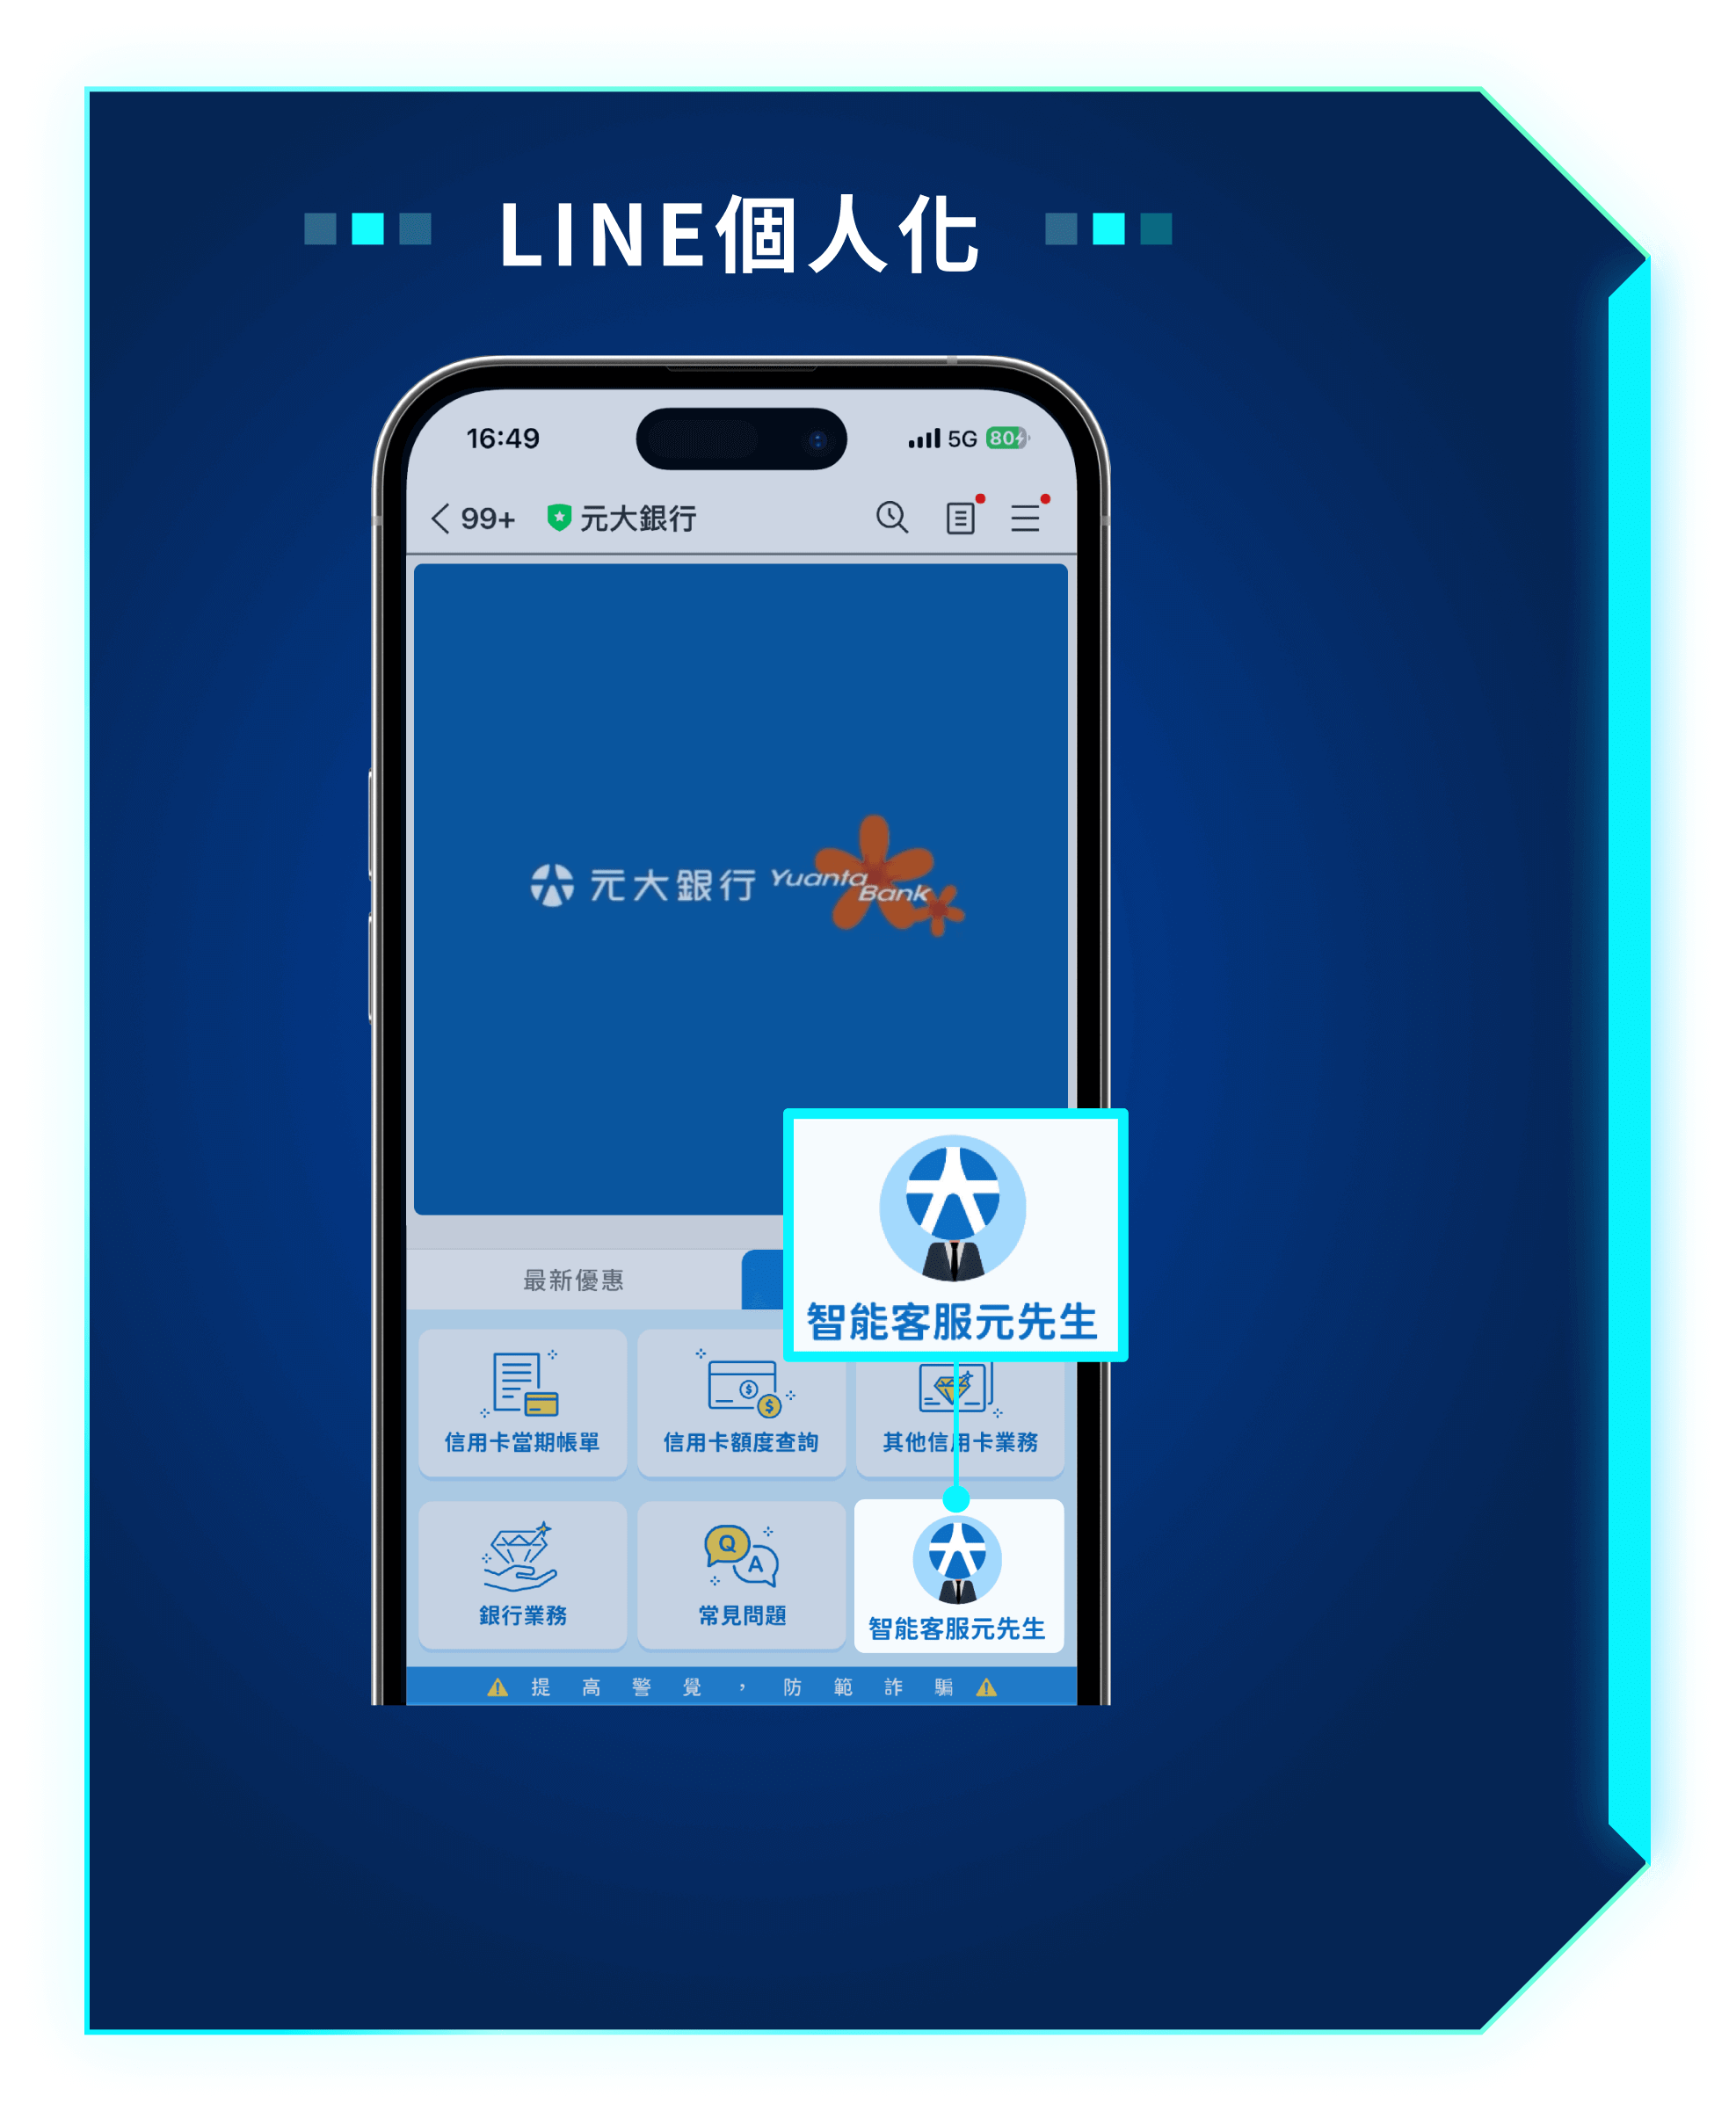 LINE個人化
16:49 5G 80
99+ 元大銀行
元大銀行 Yuanta Bank
智能客服元先生
最新優惠
信用卡當期帳單 信用卡額度查詢 其他信用卡業務
Q A
銀行業務 常見問題 智能客服元先生
提高警覺，防範詐騙